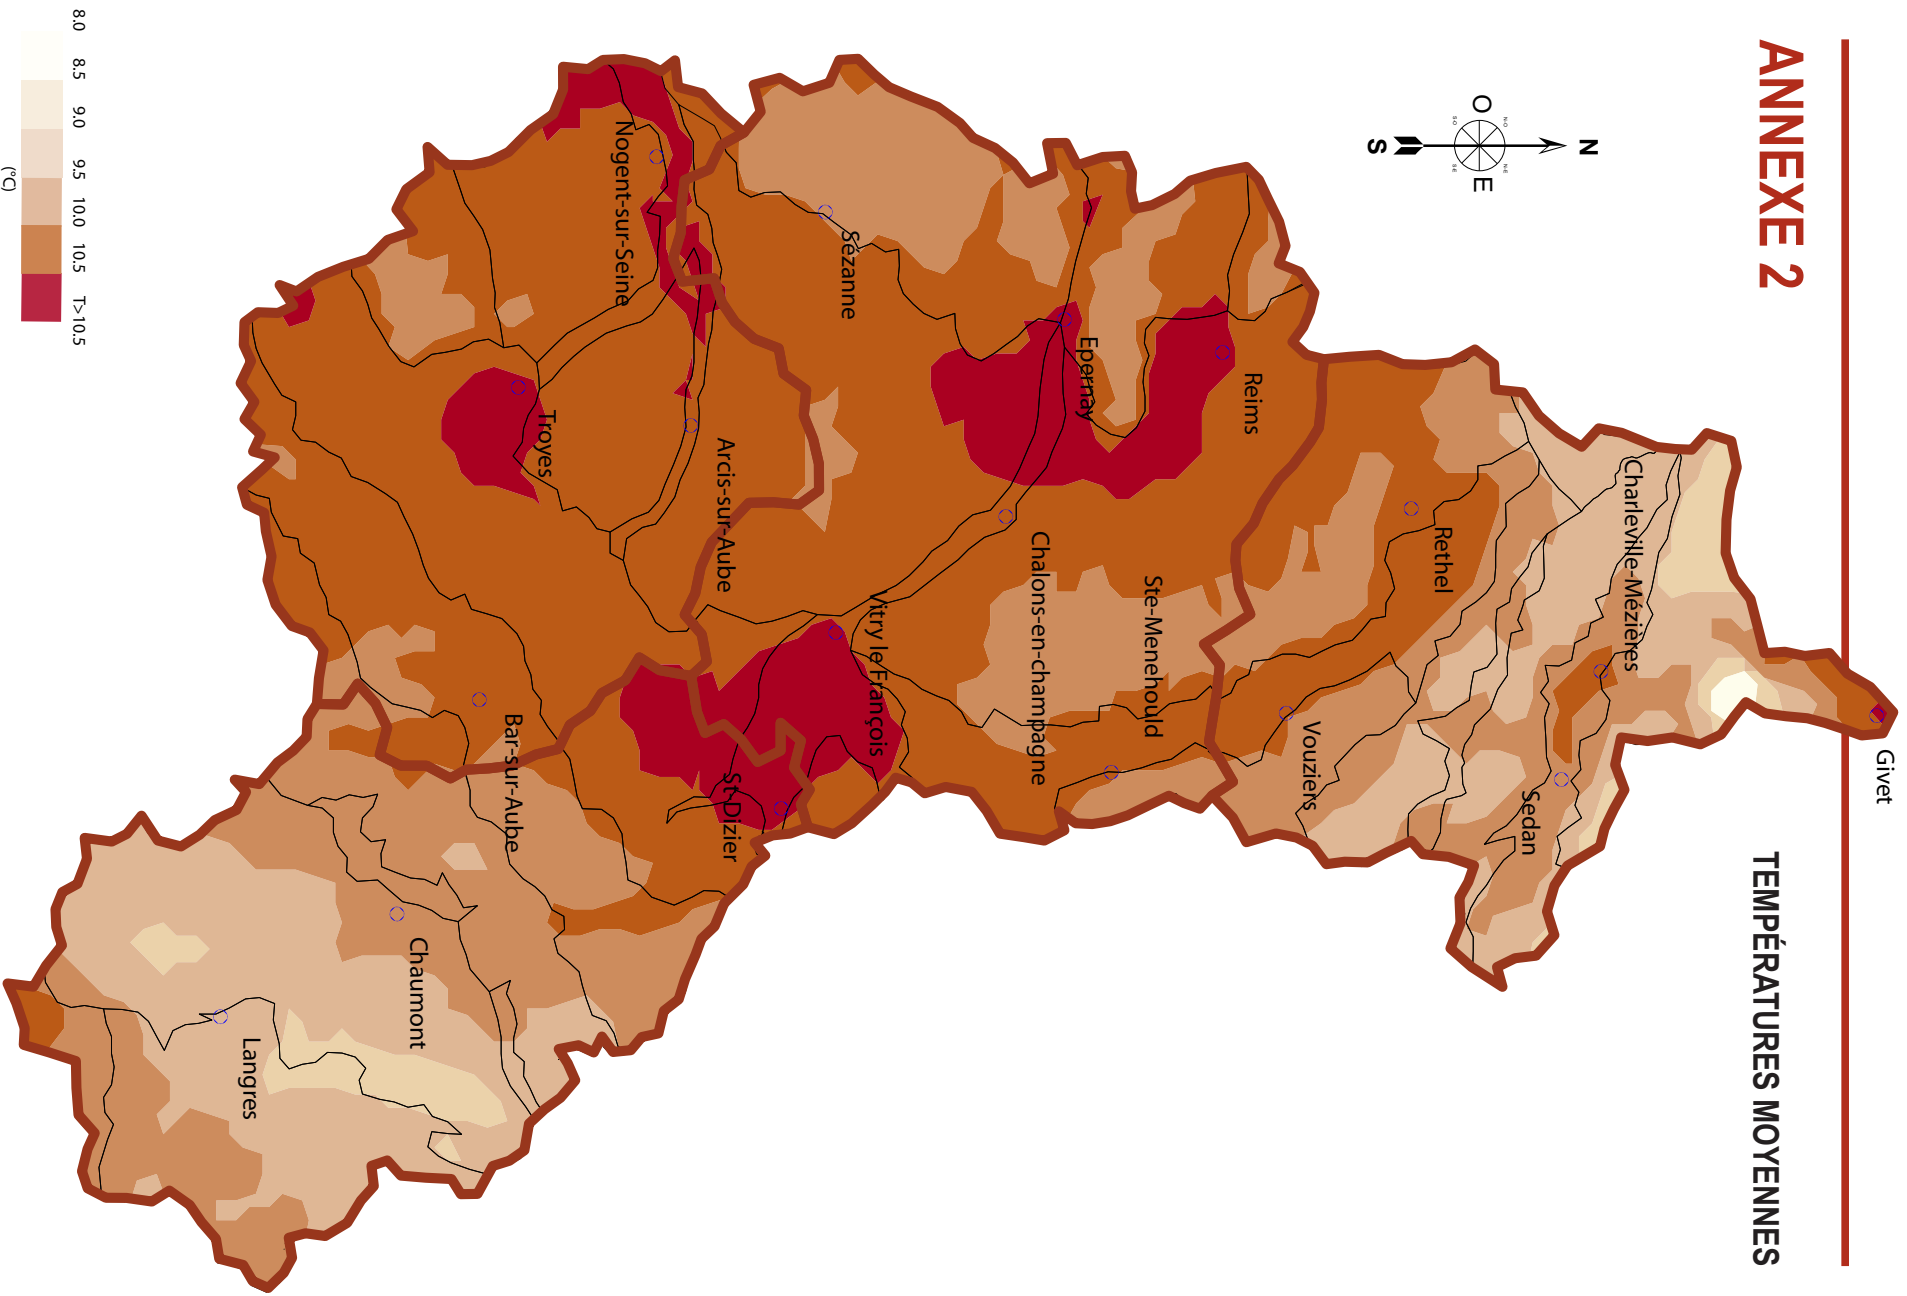 ANNEXE 2
TEMPÉRATURES MOYENNES
N
O
E
S
N-O
N-E
S-O
S-E
Givet
Charleville-Mézières
Sedan
Rethel
Vouziers
Reims
Ste-Menehould
Epernay
Chalons-en-champagne
Sézanne
Vitry le François
Arcis-sur-Aube
St-Dizier
Nogent-sur-Seine
Troyes
Bar-sur-Aube
Chaumont
Langres
8.0
8.5
9.0
9.5
10.0
10.5
T>10.5
(°C)